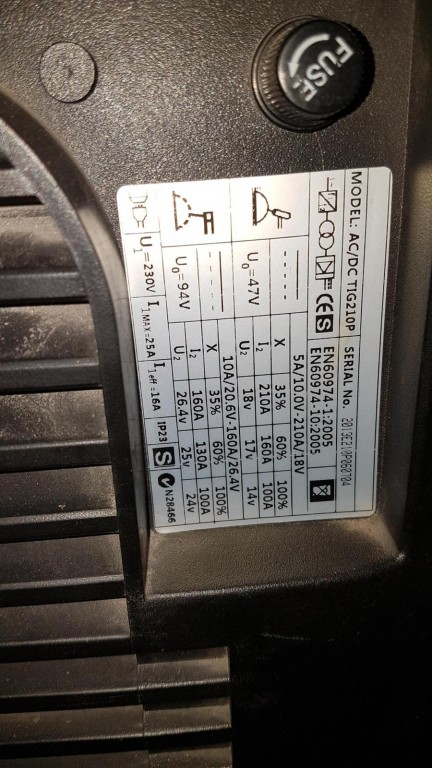 FUSE
MODEL: AC/DC TIG210P SERIAL No.
CE S EN60974-1:2005
EN60974-10:2005
5A/10.0V-210A/18V
X 35% 60% 100%
U₀=47V I₂ 210A 160A 100A
U₂ 18v 17v 14v
10A/20.6V-160A/26.4V
X 35% 60% 100%
U₀=94V I₂ 160A 130A 100A
U₂ 26.4v 25v 24v
U₁=230V I₁MAX=25A I₁eff=16A IP23 S N28466